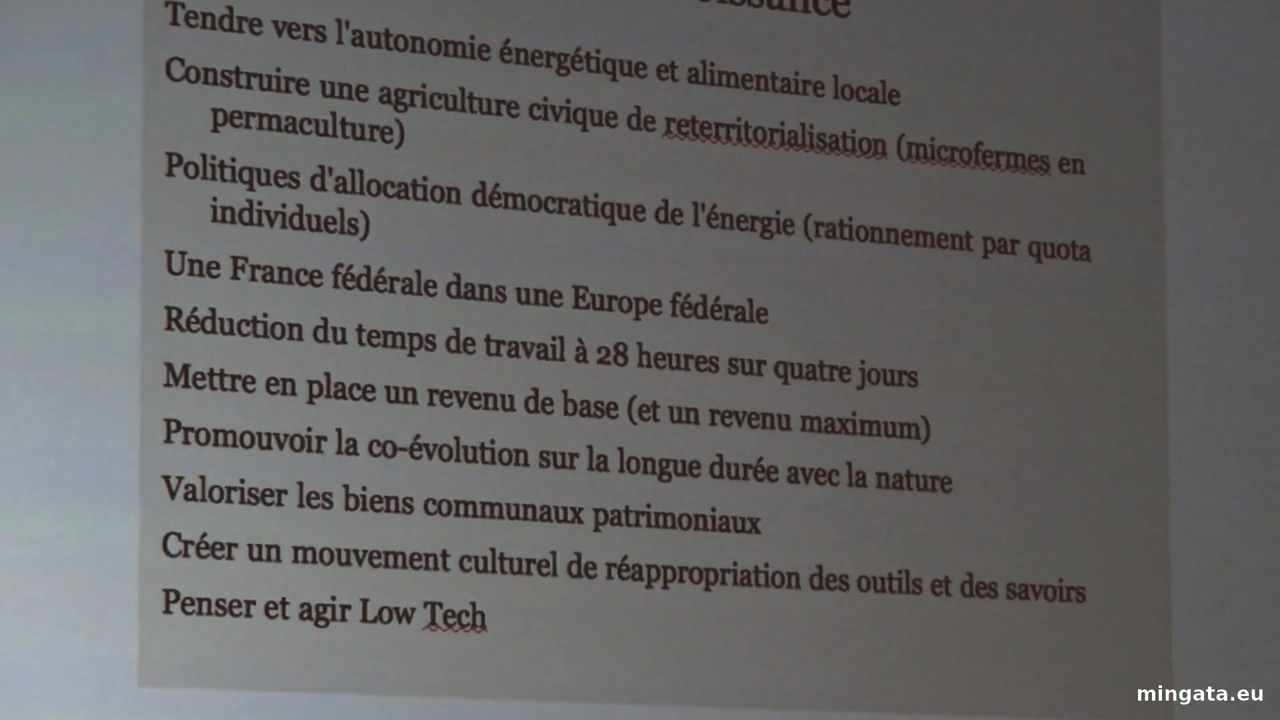 Tendre vers l'autonomie énergétique et alimentaire locale
Construire une agriculture civique de reterritorialisation (microfermes en
permaculture)
Politiques d'allocation démocratique de l'énergie (rationnement par quota
individuels)
Une France fédérale dans une Europe fédérale
Réduction du temps de travail à 28 heures sur quatre jours
Mettre en place un revenu de base (et un revenu maximum)
Promouvoir la co-évolution sur la longue durée avec la nature
Valoriser les biens communaux patrimoniaux
Créer un mouvement culturel de réappropriation des outils et des savoirs
Penser et agir Low Tech
mingata.eu